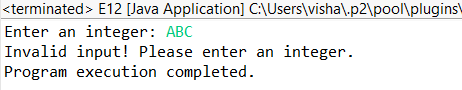 <terminated> E12 [Java Application] C:\Users\visha\.p2\pool\plugins\
Enter an integer: ABC
Invalid input! Please enter an integer.
Program execution completed.